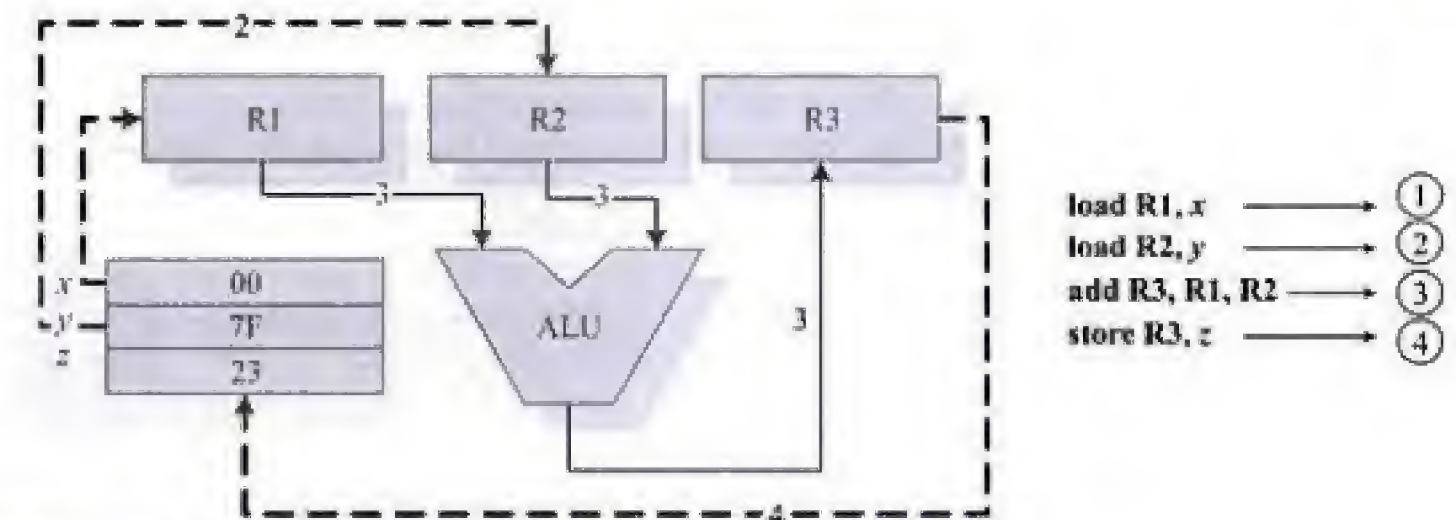 2
R1
R2
R3
3
3
x 00
y 7F
z 23
ALU
3
4
load R1, x 1
load R2, y 2
add R3, R1, R2 3
store R3, z 4